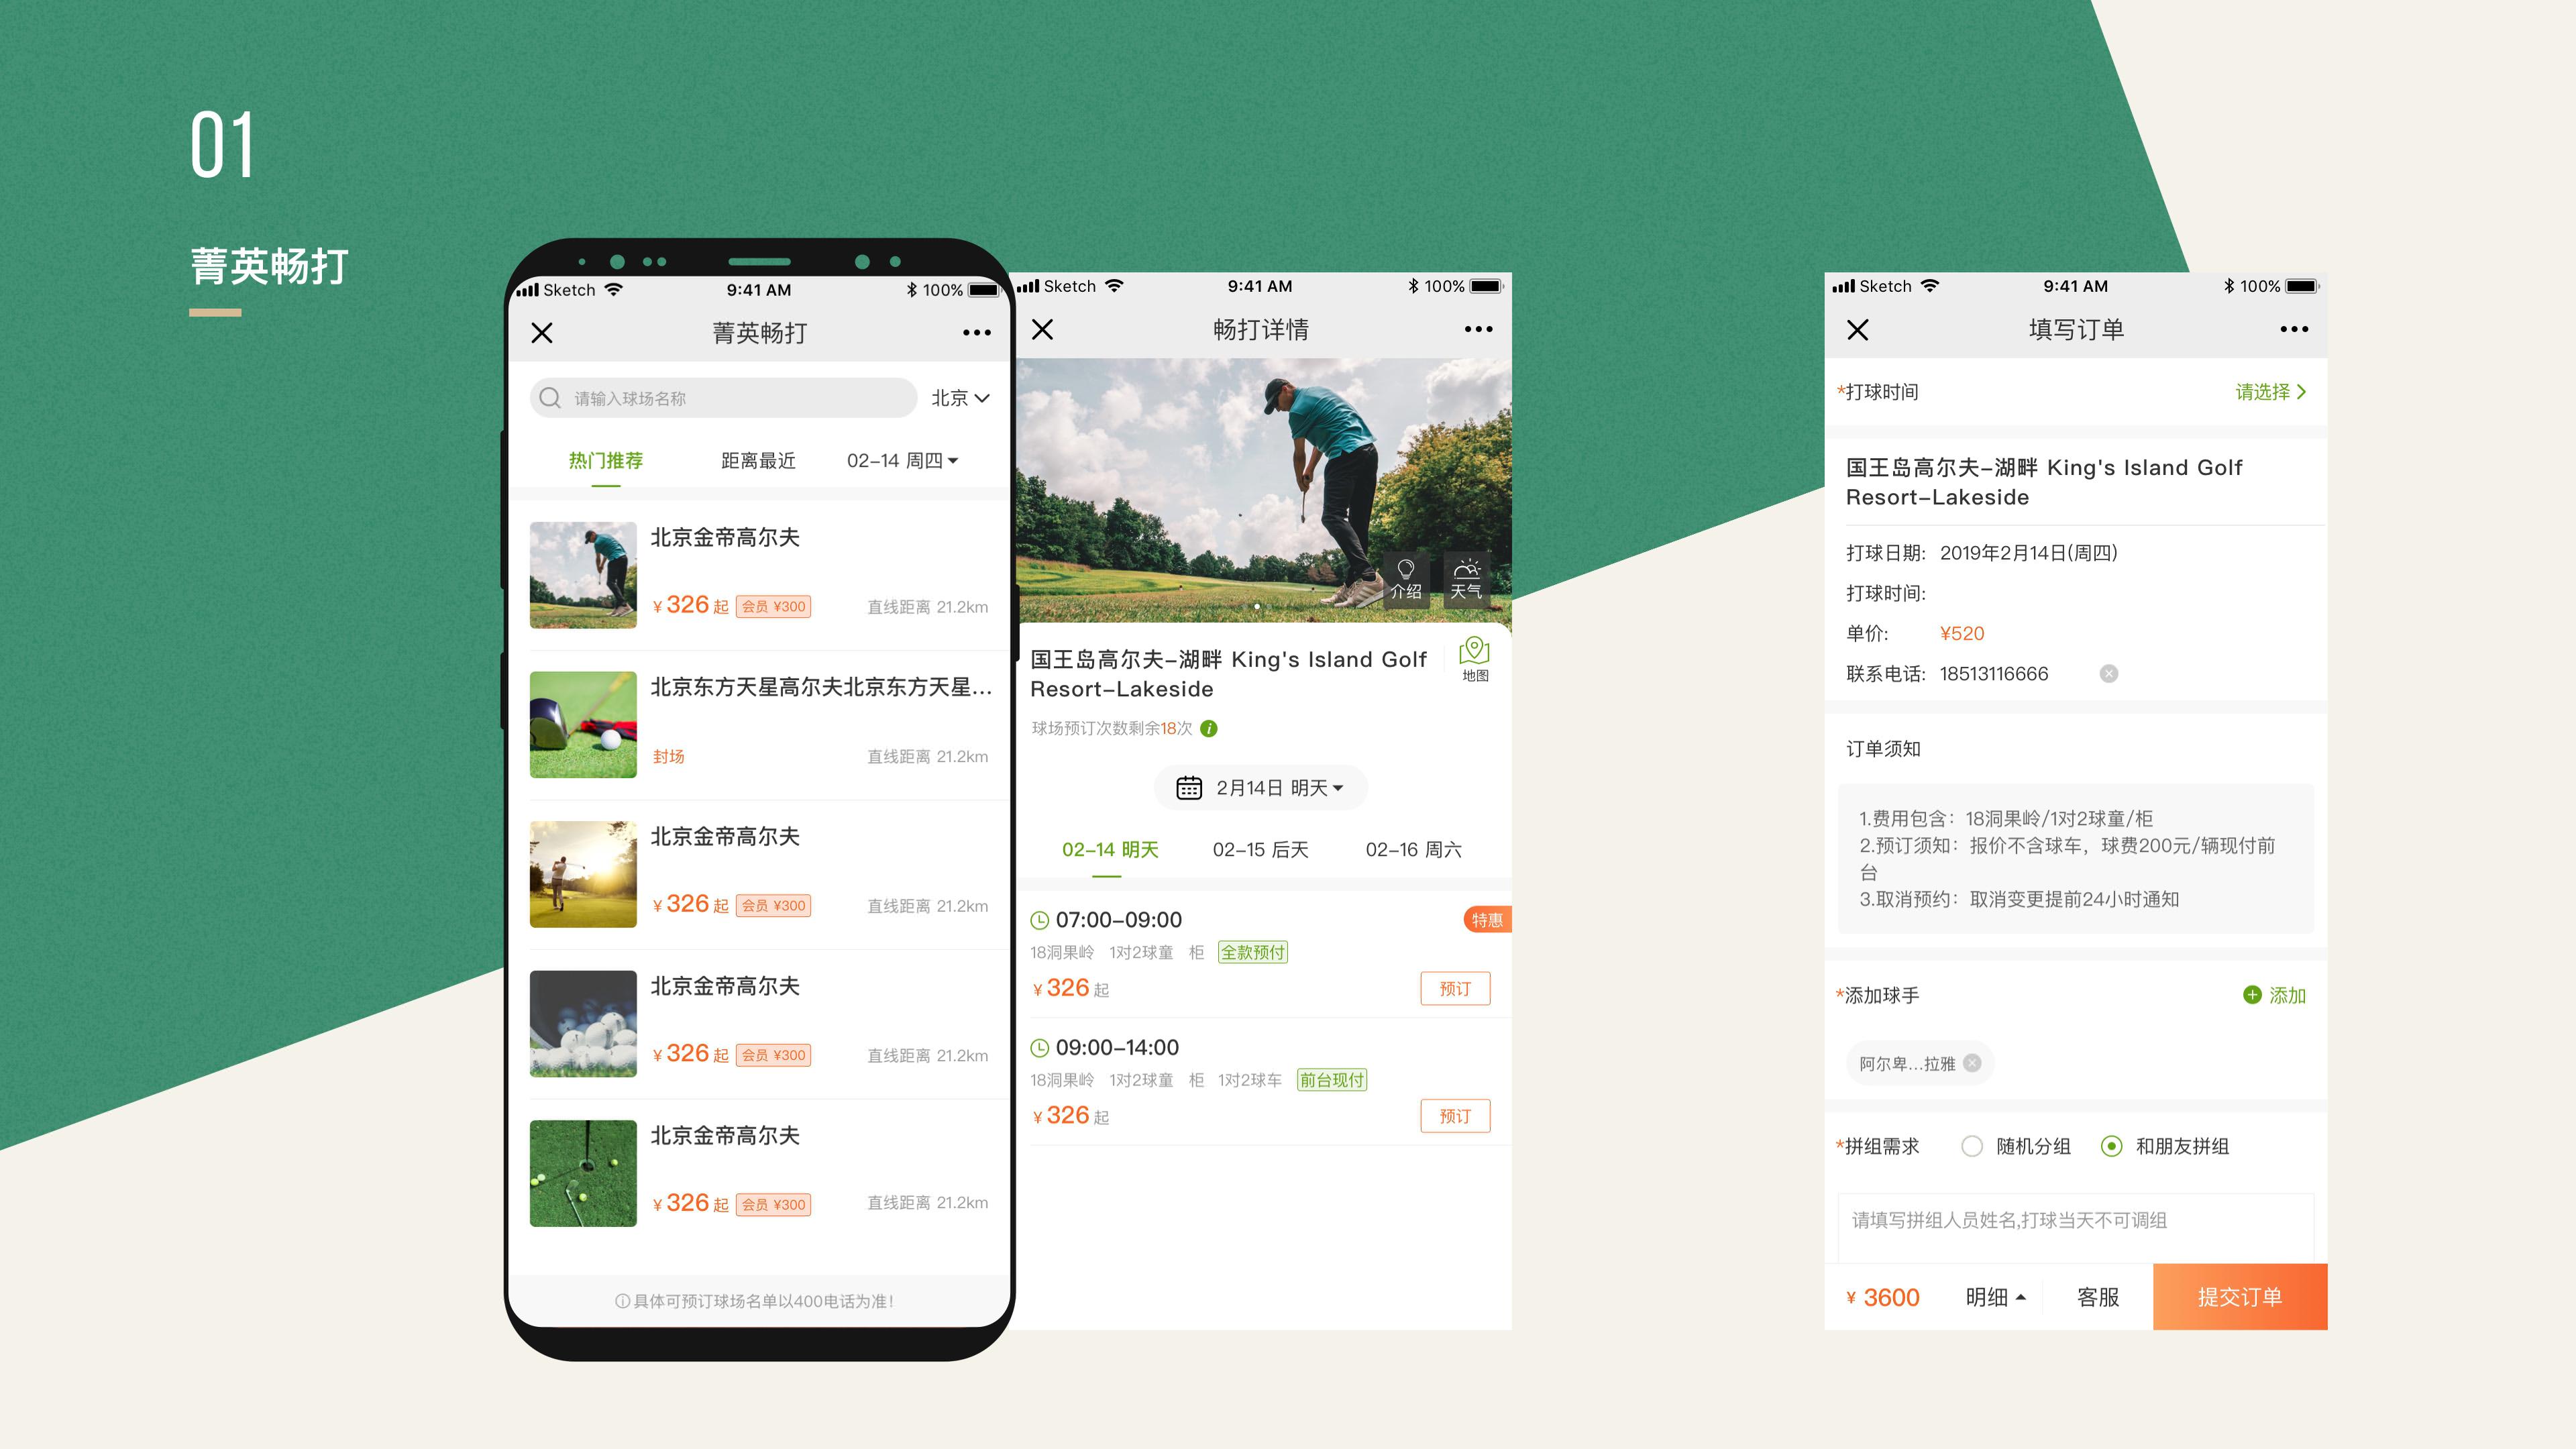 01
菁英畅打
Sketch 9:41 AM 100%
菁英畅打
请输入球场名称 北京
热门推荐 距离最近 02-14 周四
北京金帝高尔夫
¥326起 会员 ¥300 直线距离 21.2km
北京东方天星高尔夫北京东方天星...
封场 直线距离 21.2km
北京金帝高尔夫
¥326起 会员 ¥300 直线距离 21.2km
北京金帝高尔夫
¥326起 会员 ¥300 直线距离 21.2km
北京金帝高尔夫
¥326起 会员 ¥300 直线距离 21.2km
具体可预订球场名单以400电话为准!
Sketch 9:41 AM 100%
畅打详情
介绍 天气
国王岛高尔夫-湖畔 King's Island Golf
Resort-Lakeside
地图
球场预订次数剩余18次
2月14日 明天
02-14 明天 02-15 后天 02-16 周六
07:00-09:00 特惠
18洞果岭 1对2球童 柜 全款预付
¥326起 预订
09:00-14:00
18洞果岭 1对2球童 柜 1对2球车 前台现付
¥326起 预订
Sketch 9:41 AM 100%
填写订单
*打球时间 请选择
国王岛高尔夫-湖畔 King's Island Golf
Resort-Lakeside
打球日期: 2019年2月14日(周四)
打球时间:
单价: ¥520
联系电话: 18513116666
订单须知
1.费用包含：18洞果岭/1对2球童/柜
2.预订须知：报价不含球车，球费200元/辆现付前
台
3.取消预约：取消变更提前24小时通知
*添加球手 添加
阿尔卑...拉雅
*拼组需求 随机分组 和朋友拼组
请填写拼组人员姓名,打球当天不可调组
¥ 3600 明细 客服 提交订单